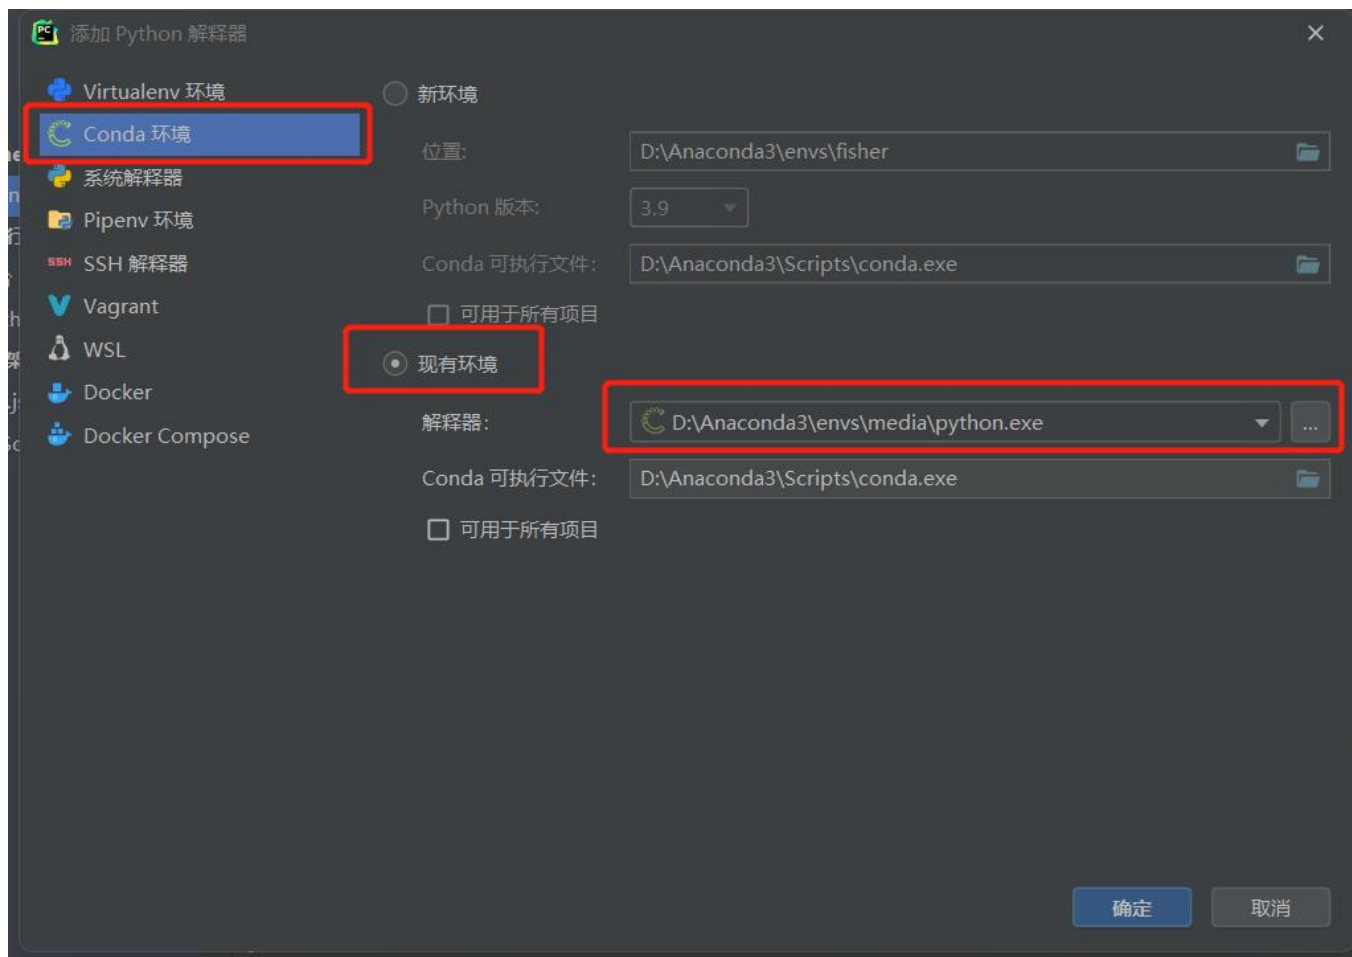 添加 Python 解释器
Virtualenv 环境
Conda 环境
系统解释器
Pipenv 环境
SSH 解释器
Vagrant
WSL
Docker
Docker Compose
新环境
位置: D:\Anaconda3\envs\fisher
Python 版本: 3.9
Conda 可执行文件: D:\Anaconda3\Scripts\conda.exe
可用于所有项目
现有环境
解释器: D:\Anaconda3\envs\media\python.exe ...
Conda 可执行文件: D:\Anaconda3\Scripts\conda.exe
可用于所有项目
确定 取消